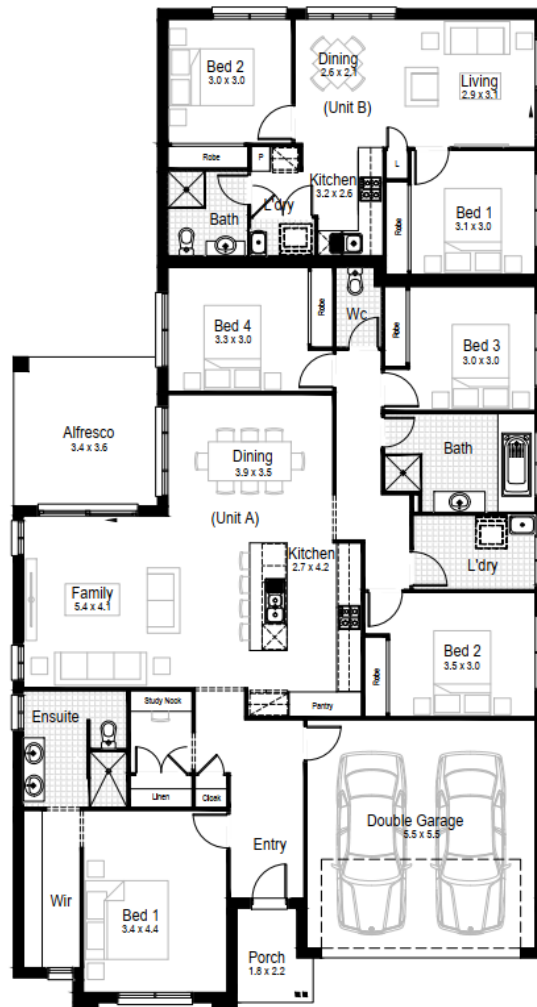 Bed 2
3.0 x 3.0
Dining
2.6 x 2.1
(Unit B)
Living
2.9 x 3.1
Robe
P
Kitchen
3.2 x 2.6
L
Bath
L'dry
Robe
Bed 1
3.1 x 3.0
Bed 4
3.3 x 3.0
Robe
Wc
Robe
Bed 3
3.0 x 3.0
Alfresco
3.4 x 3.6
Dining
3.9 x 3.5
Bath
(Unit A)
Kitchen
2.7 x 4.2
L'dry
Family
5.4 x 4.1
Robe
Bed 2
3.5 x 3.0
Ensuite
Study Nook
Pantry
Linen
Cloak
Double Garage
5.5 x 5.5
Entry
Wir
Bed 1
3.4 x 4.4
Porch
1.8 x 2.2